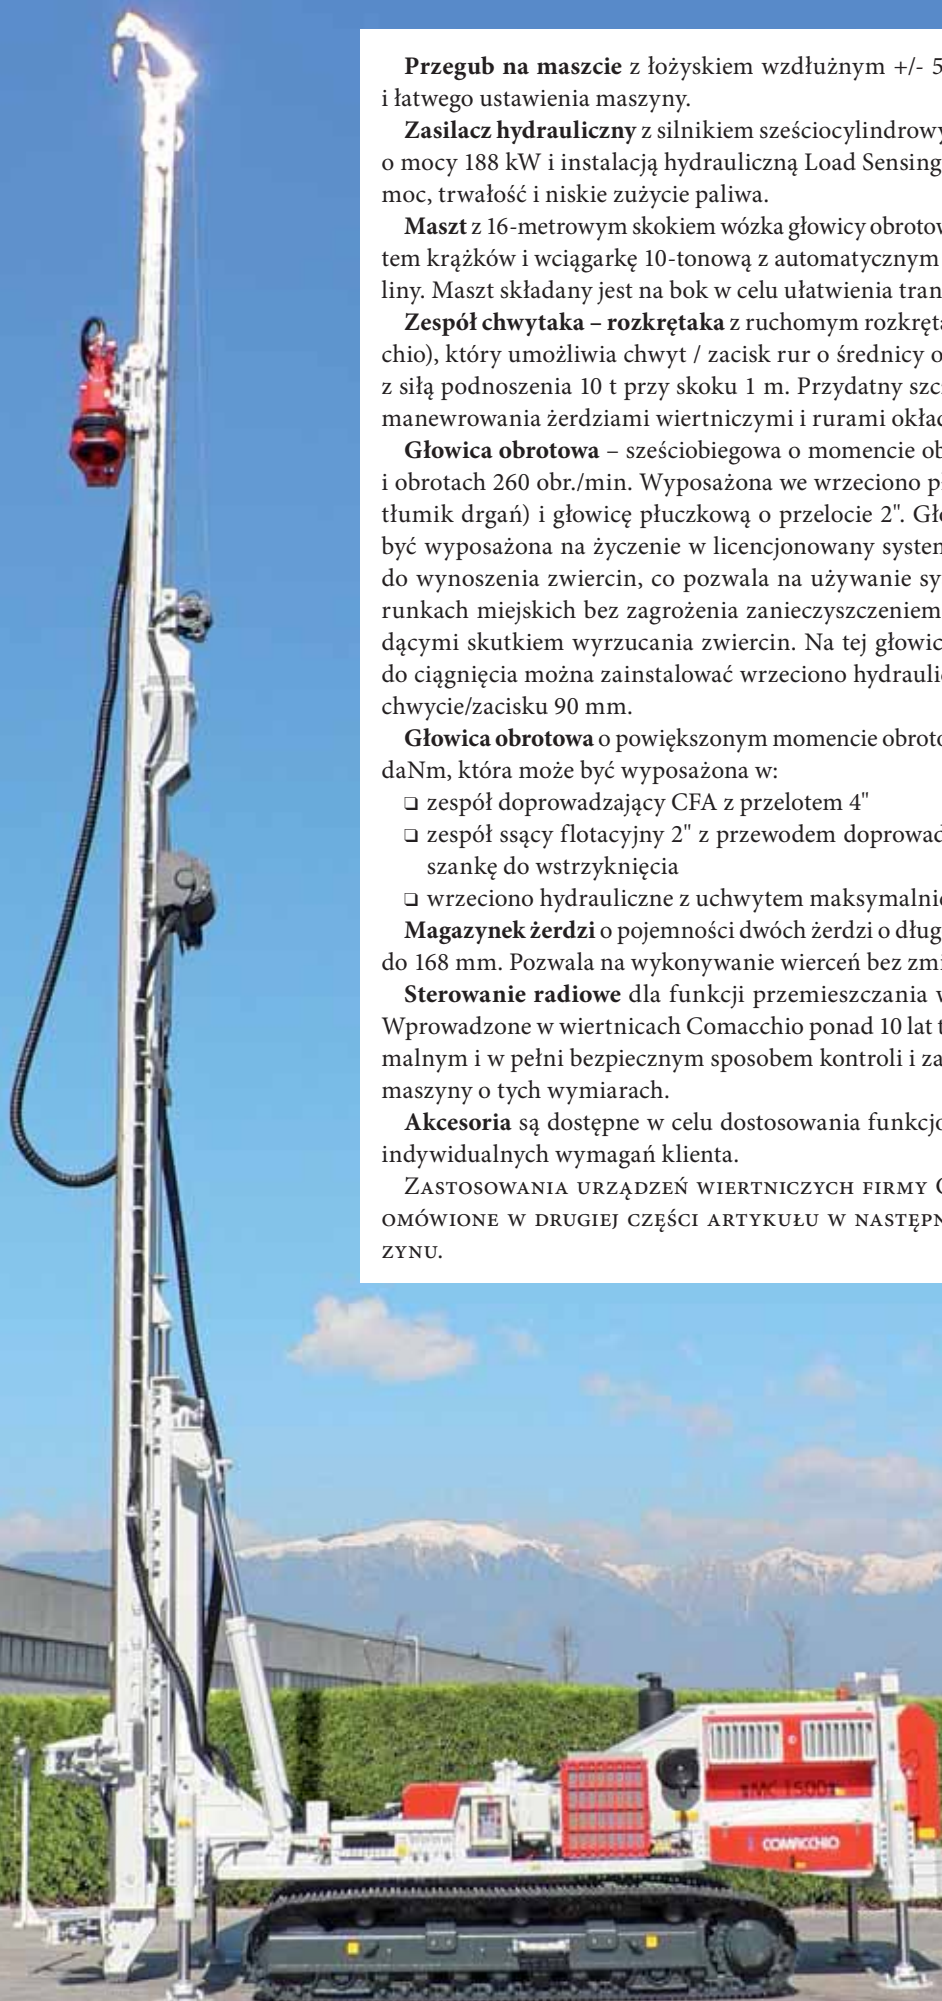 Przegub na maszcie z łożyskiem wzdłużnym +/- 5
i łatwego ustawienia maszyny.
Zasilacz hydrauliczny z silnikiem sześciocylindrowy
o mocy 188 kW i instalacją hydrauliczną Load Sensing
moc, trwałość i niskie zużycie paliwa.
Maszt z 16-metrowym skokiem wózka głowicy obrotow
tem krążków i wciągarkę 10-tonową z automatycznym
liny. Maszt składany jest na bok w celu ułatwienia tran
Zespół chwytaka – rozkrętaka z ruchomym rozkręta
chio), który umożliwia chwyt / zacisk rur o średnicy o
z siłą podnoszenia 10 t przy skoku 1 m. Przydatny szc
manewrowania żerdziami wiertniczymi i rurami okła
Głowica obrotowa – sześciobiegowa o momencie ob
i obrotach 260 obr./min. Wyposażona we wrzeciono p
tłumik drgań) i głowicę płuczkową o przelocie 2". Gło
być wyposażona na życzenie w licencjonowany system
do wynoszenia zwiercin, co pozwala na używanie sy
runkach miejskich bez zagrożenia zanieczyszczeniem
dącymi skutkiem wyrzucania zwiercin. Na tej głowic
do ciągnięcia można zainstalować wrzeciono hydraulic
chwycie/zacisku 90 mm.
Głowica obrotowa o powiększonym momencie obroto
daNm, która może być wyposażona w:
❏ zespół doprowadzający CFA z przelotem 4"
❏ zespół ssący flotacyjny 2" z przewodem doprowad
szankę do wstrzyknięcia
❏ wrzeciono hydrauliczne z uchwytem maksymalnie
Magazynek żerdzi o pojemności dwóch żerdzi o dług
do 168 mm. Pozwala na wykonywanie wierceń bez zmi
Sterowanie radiowe dla funkcji przemieszczania w
Wprowadzone w wiertnicach Comacchio ponad 10 lat t
malnym i w pełni bezpiecznym sposobem kontroli i za
maszyny o tych wymiarach.
Akcesoria są dostępne w celu dostosowania funkcjo
indywidualnych wymagań klienta.
Zastosowania urządzeń wiertniczych firmy C
omówione w drugiej części artykułu w następn
zynu.
MC 1500
COMACCHIO